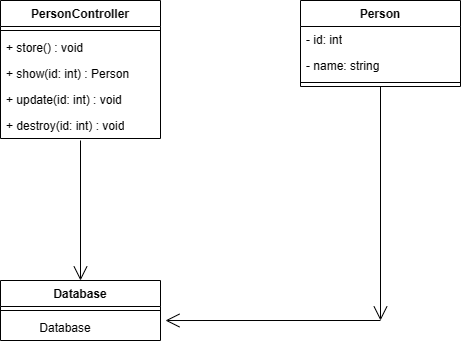 PersonController
+ store() : void
+ show(id: int) : Person
+ update(id: int) : void
+ destroy(id: int) : void
Person
- id: int
- name: string
Database
Database